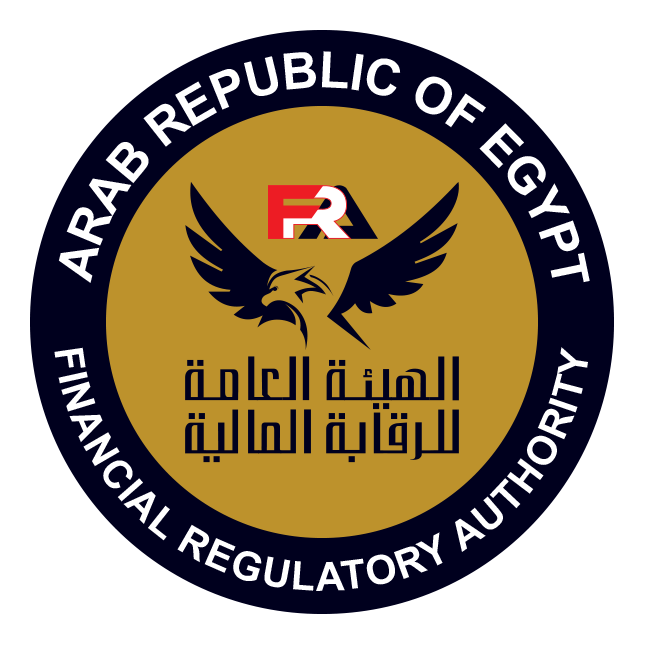 ARAB REPUBLIC OF EGYPT
FRA
الهيئة العامة
للرقابة المالية
FINANCIAL REGULATORY AUTHORITY